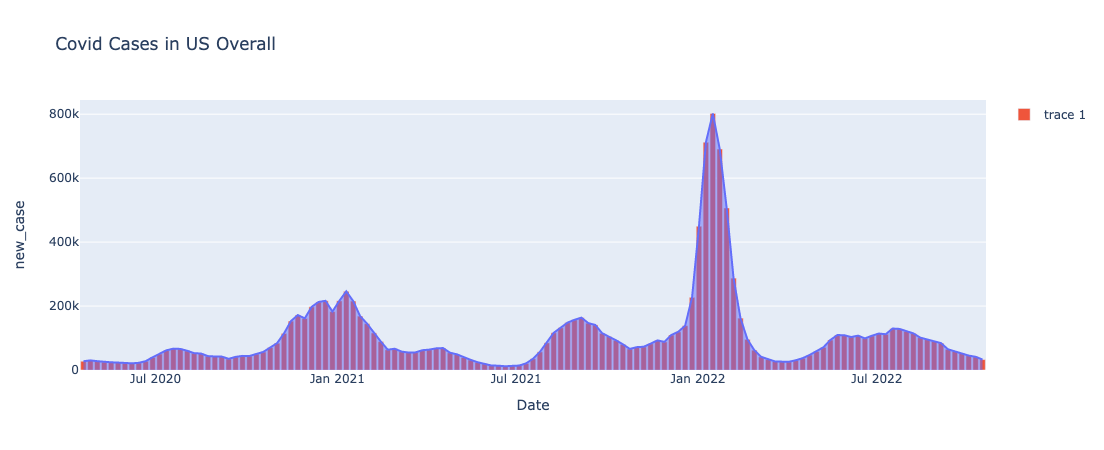 Covid Cases in US Overall
800k
600k
400k
200k
0
new_case
Jul 2020
Jan 2021
Jul 2021
Jan 2022
Jul 2022
Date
trace 1